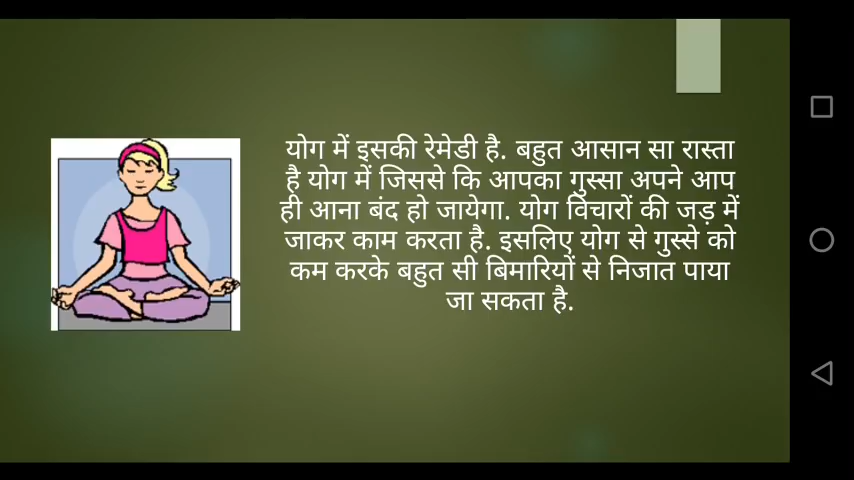 योग में इसकी रेमेडी है. बहुत आसान सा रास्ता
है योग में जिससे कि आपका गुस्सा अपने आप
ही आना बंद हो जायेगा. योग विचारों की जड़ में
जाकर काम करता है. इसलिए योग से गुस्से को
कम करके बहुत सी बिमारियों से निजात पाया
जा सकता है.